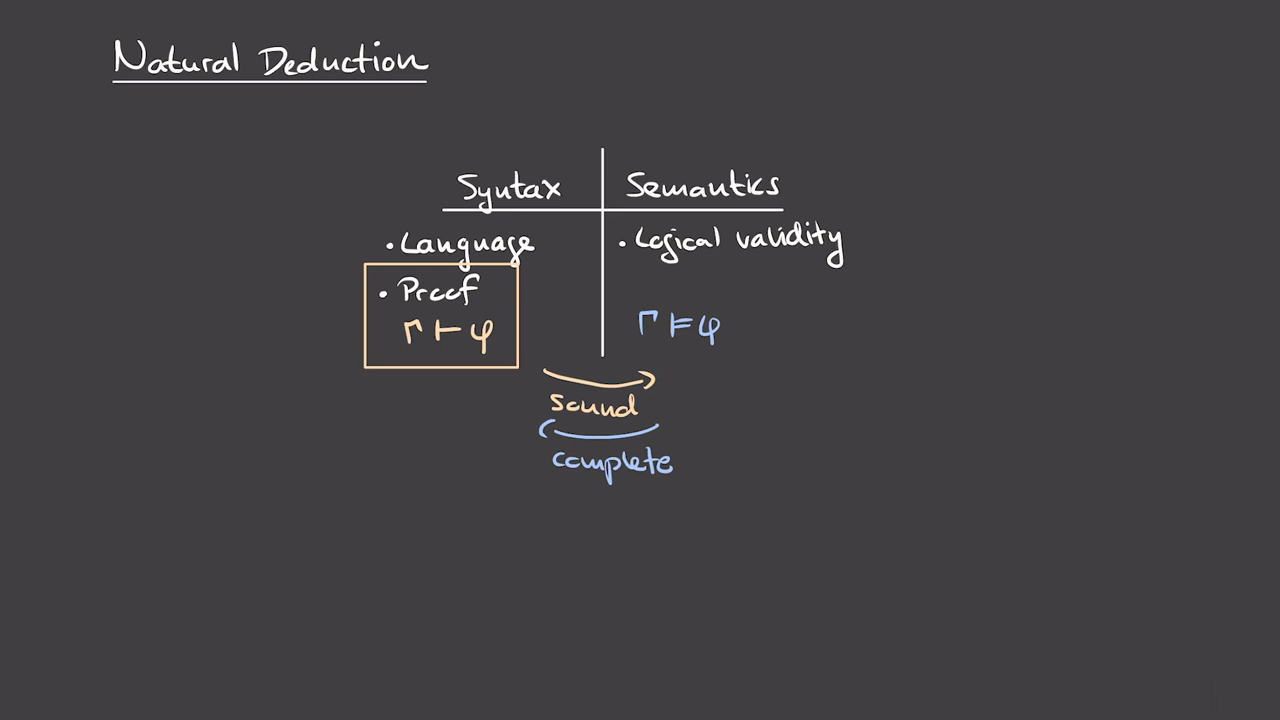 Natural Deduction
Syntax
Semantics
• Language
• Logical validity
• Proof
Γ ⊢ φ
Γ ⊨ φ
sound
complete